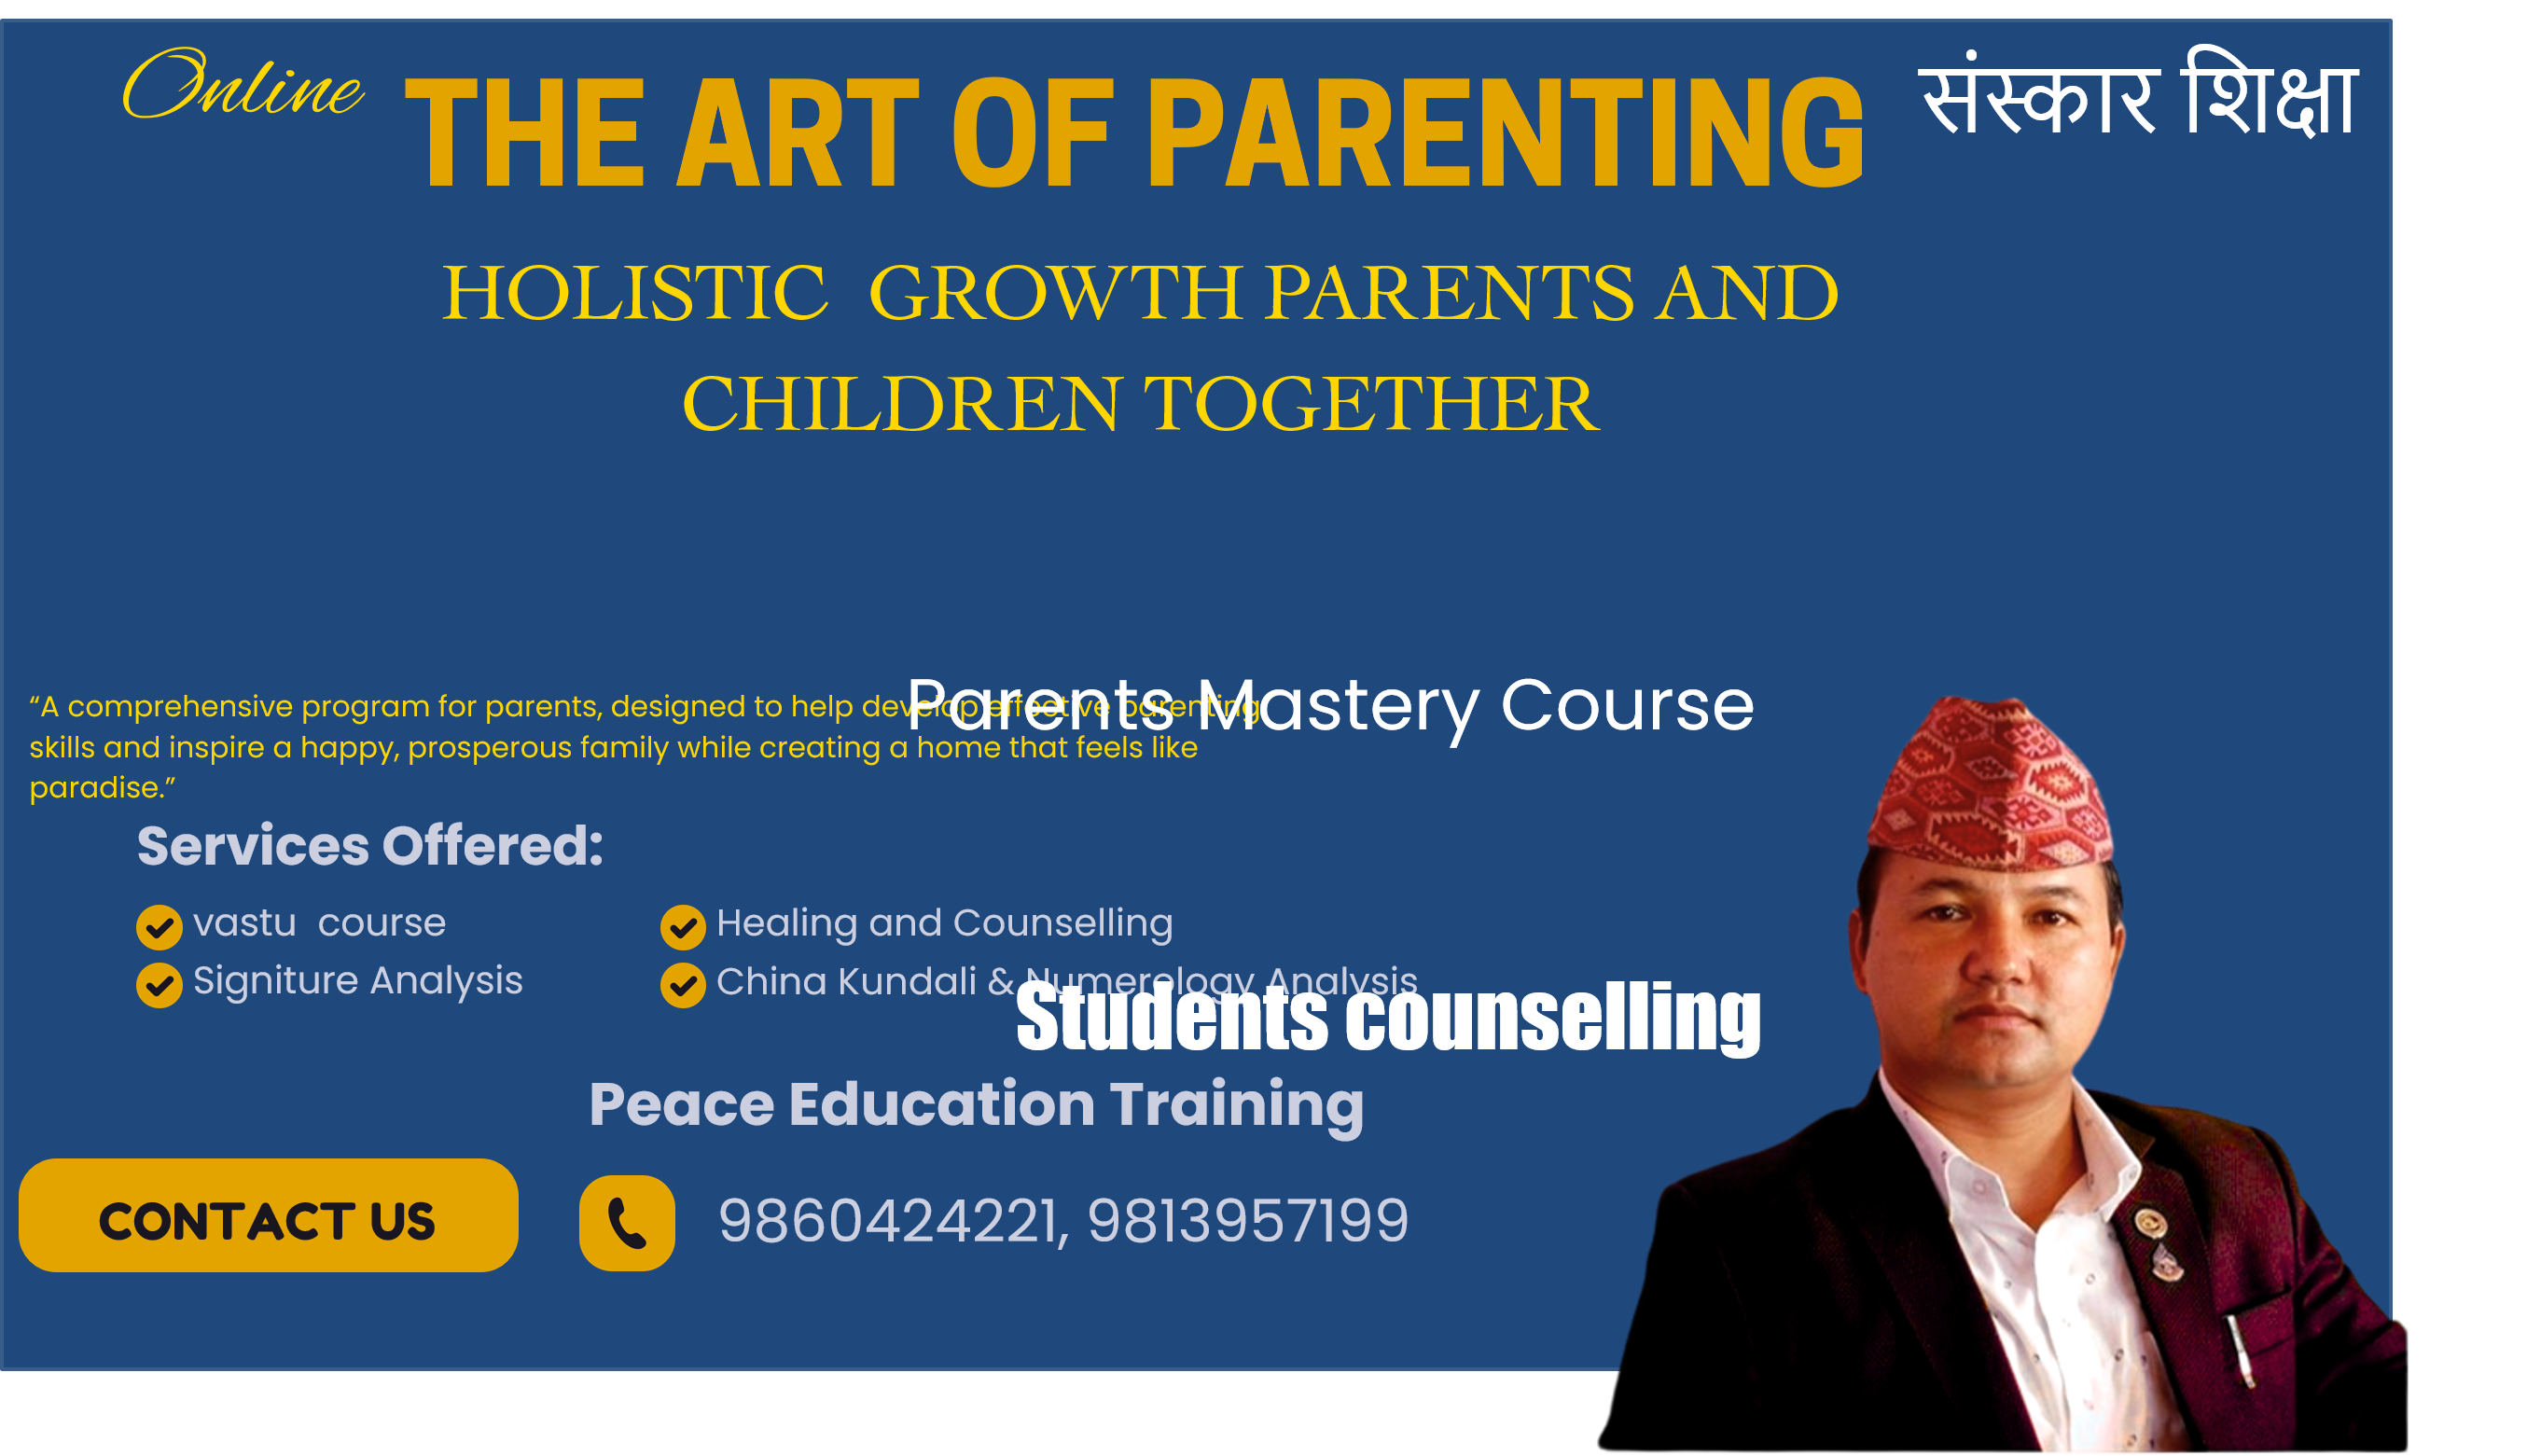 Online
THE ART OF PARENTING
संस्कार शिक्षा
HOLISTIC GROWTH PARENTS AND
CHILDREN TOGETHER
Parents Mastery Course
“A comprehensive program for parents, designed to help develop effective parenting
skills and inspire a happy, prosperous family while creating a home that feels like
paradise.”
Services Offered:
vastu course
Healing and Counselling
Signiture Analysis
China Kundali & Numerology Analysis
Students counselling
Peace Education Training
CONTACT US
9860424221, 9813957199